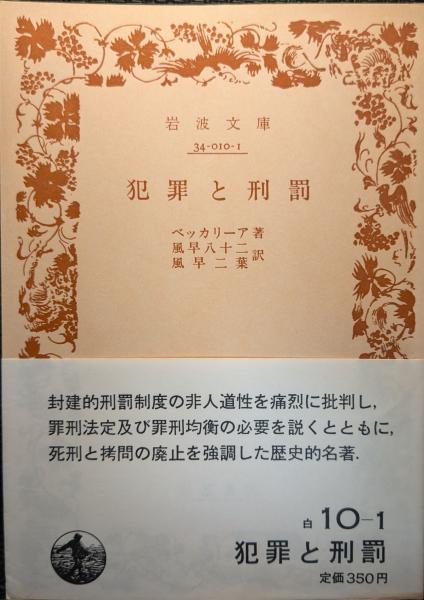 岩波文庫
34-010-1
犯罪と刑罰
ベッカリーア著
風早八十二
風早二葉訳
封建的刑罰制度の非人道性を痛烈に批判し,
罪刑法定及び罪刑均衡の必要を説くとともに,
死刑と拷問の廃止を強調した歴史的名著.
白 10-1
犯罪と刑罰
定価350円